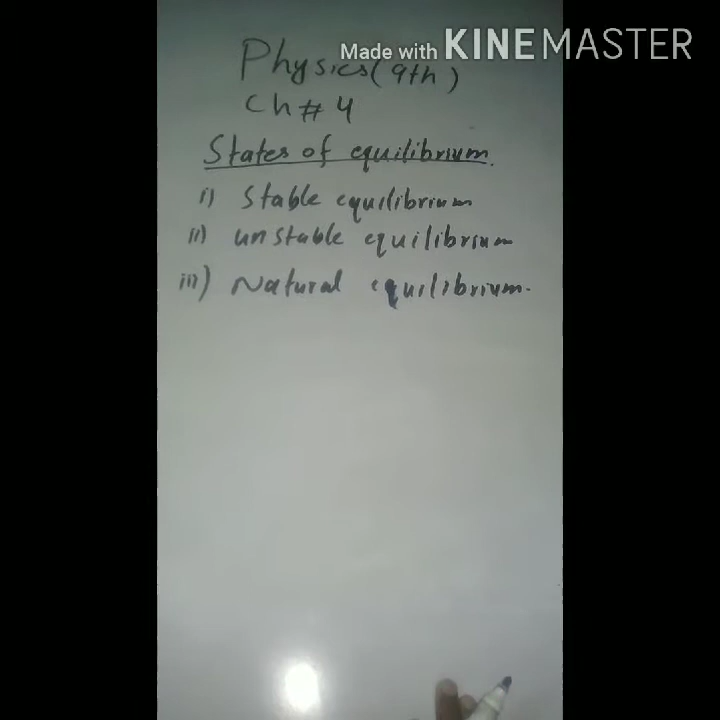 Made with KINEMASTER
Physics (9th)
Ch # 4
States of equilibrium.
i) Stable equilibrium
ii) unstable equilibrium
iii) Natural equilibrium.